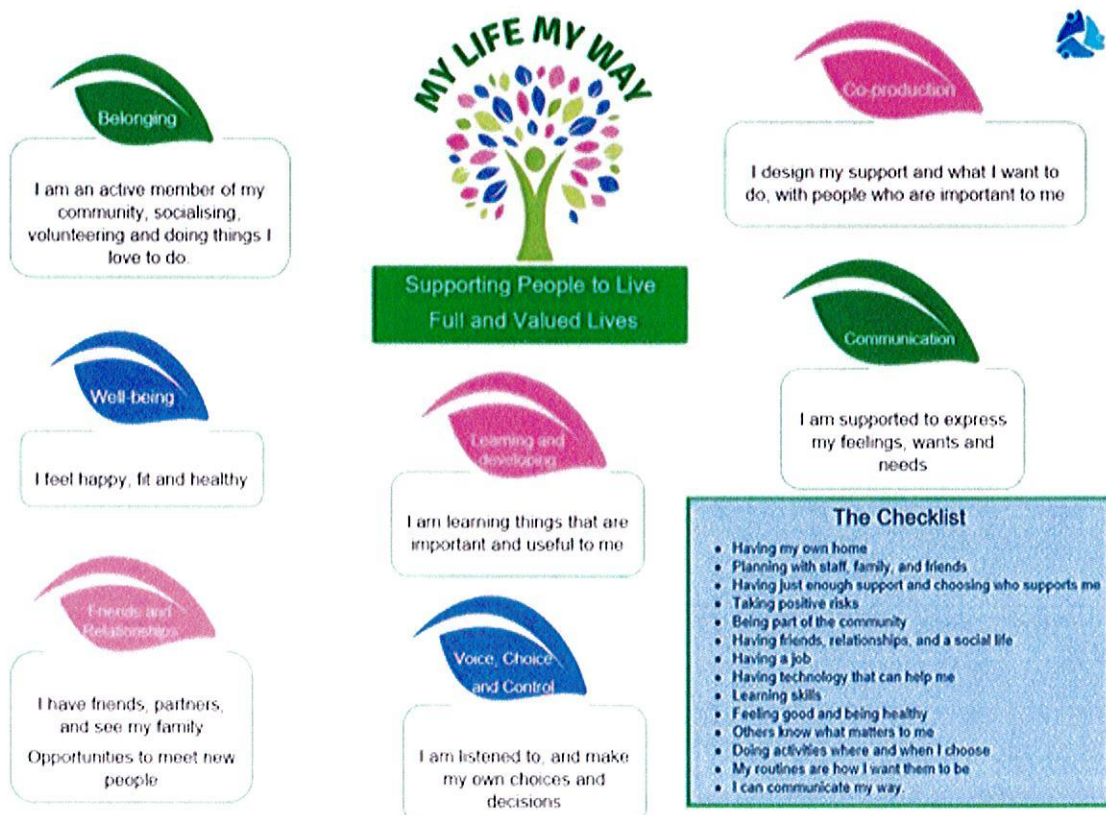 MY LIFE MY WAY
Supporting People to Live
Full and Valued Lives
Belonging
I am an active member of my
community, socialising,
volunteering and doing things I
love to do.
Well-being
I feel happy, fit and healthy
Friends and
Relationships
I have friends, partners,
and see my family
Opportunities to meet new
people
Learning and
developing
I am learning things that are
important and useful to me
Voice, Choice
and Control
I am listened to, and make
my own choices and
decisions
Co-production
I design my support and what I want to
do, with people who are important to me
Communication
I am supported to express
my feelings, wants and
needs
The Checklist
• Having my own home
• Planning with staff, family, and friends
• Having just enough support and choosing who supports me
• Taking positive risks
• Being part of the community
• Having friends, relationships, and a social life
• Having a job
• Having technology that can help me
• Learning skills
• Feeling good and being healthy
• Others know what matters to me
• Doing activities where and when I choose
• My routines are how I want them to be
• I can communicate my way.